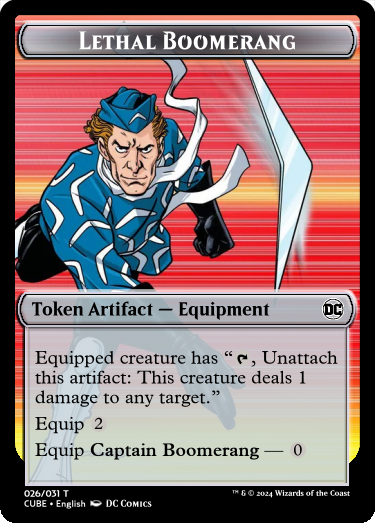 Lethal Boomerang
Token Artifact — Equipment
DC
Equipped creature has “, Unattach
this artifact: This creature deals 1
damage to any target.”
Equip 2
Equip Captain Boomerang — 0
026/031 T
CUBE • English DC Comics
™ & © 2024 Wizards of the Coast